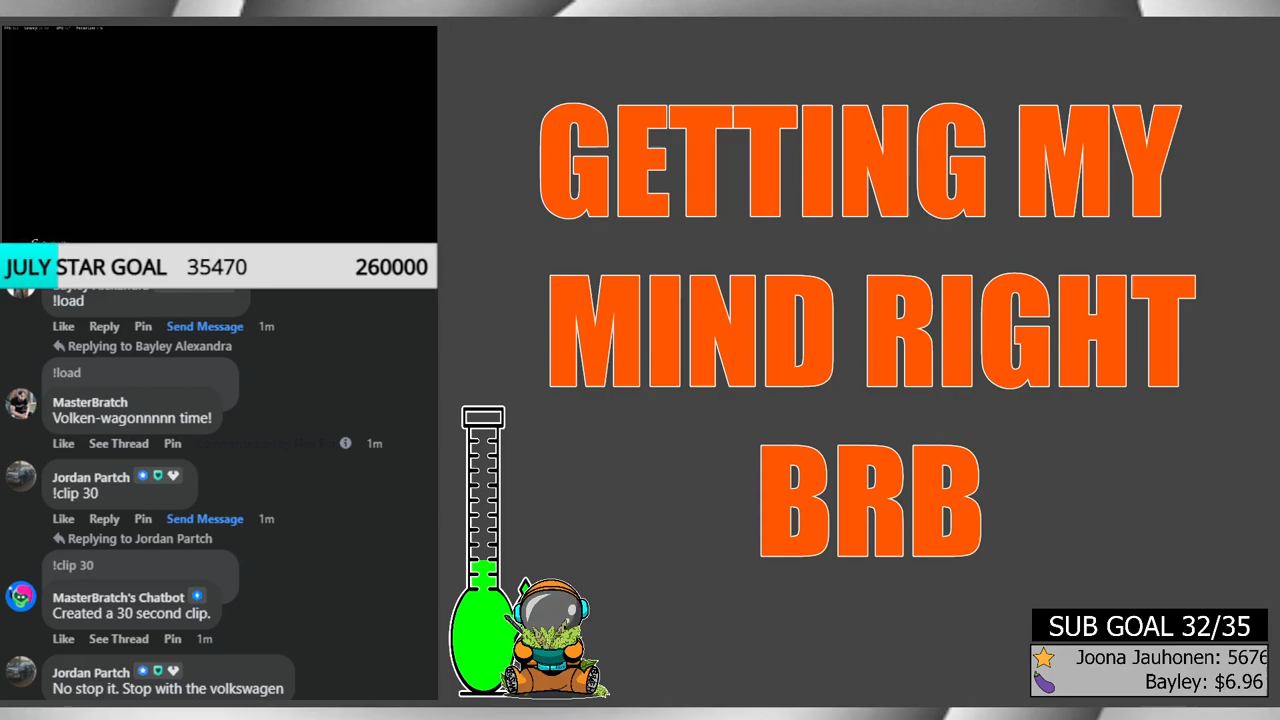 JULY STAR GOAL 35470 260000
!load
Like Reply Pin Send Message 1m
Replying to Bayley Alexandra
!load
MasterBratch
Volken-wagonnnnn time!
Like See Thread Pin 1m
Jordan Partch
!clip 30
Like Reply Pin Send Message 1m
Replying to Jordan Partch
!clip 30
MasterBratch's Chatbot
Created a 30 second clip.
Like See Thread Pin 1m
Jordan Partch
No stop it. Stop with the volkswagen
GETTING MY
MIND RIGHT
BRB
SUB GOAL 32/35
Joona Jauhonen: 5676
Bayley: $6.96